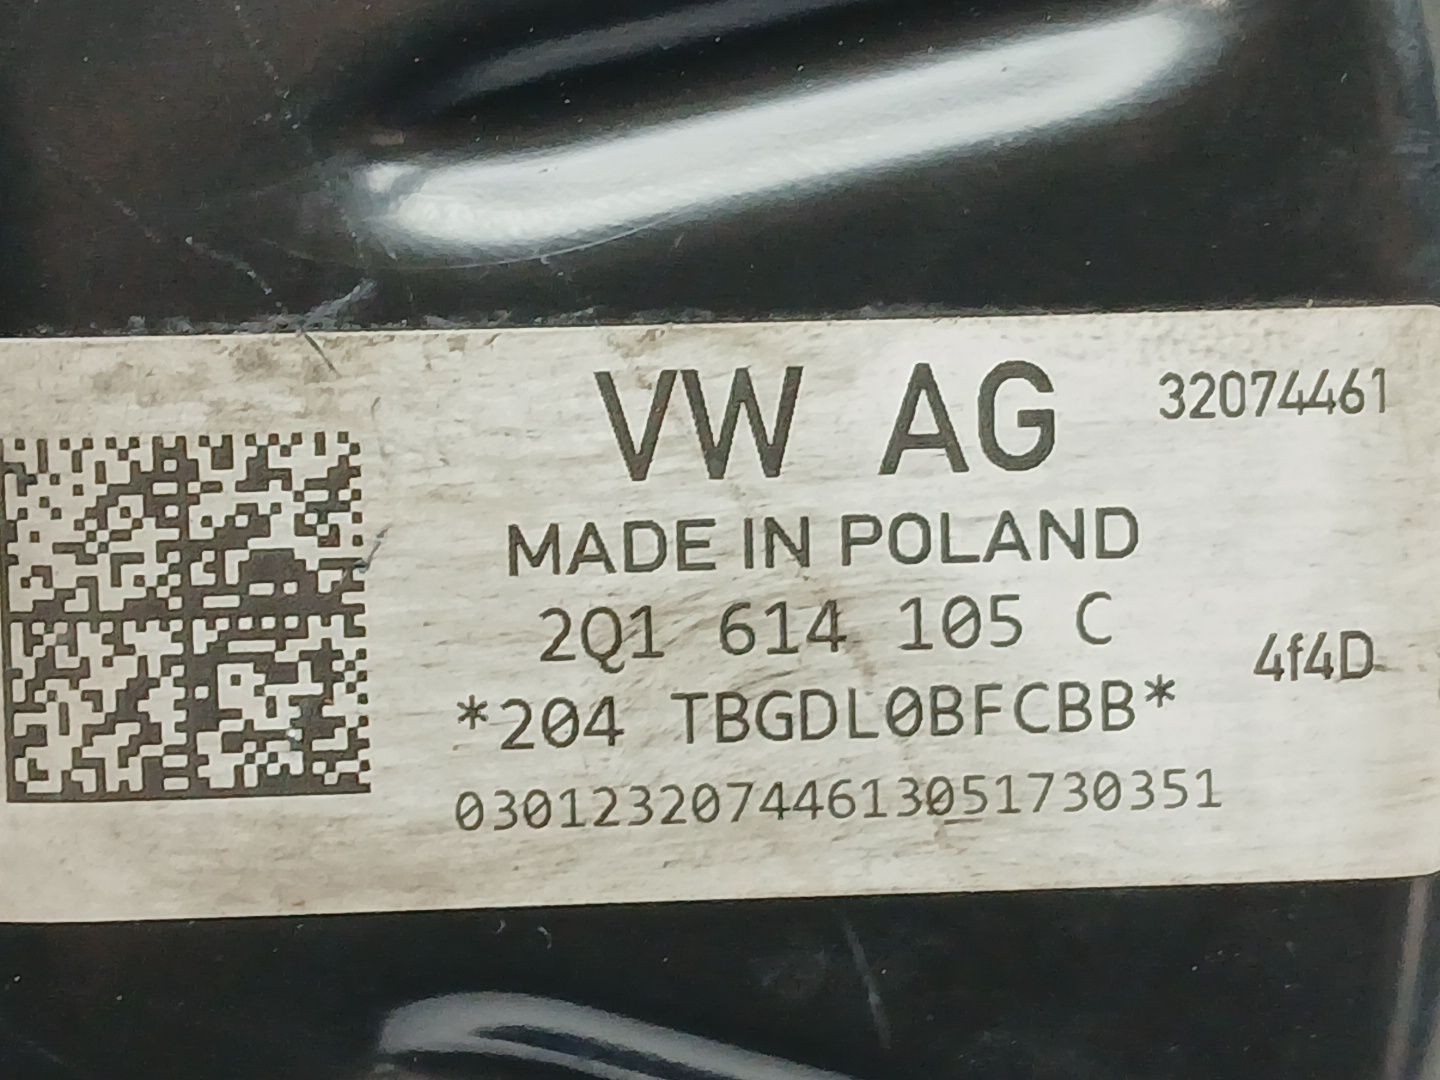 VW AG 32074461
MADE IN POLAND
2Q1 614 105 C
4f4D
*204 TBGDL0BFCBB*
03012320744613051730351